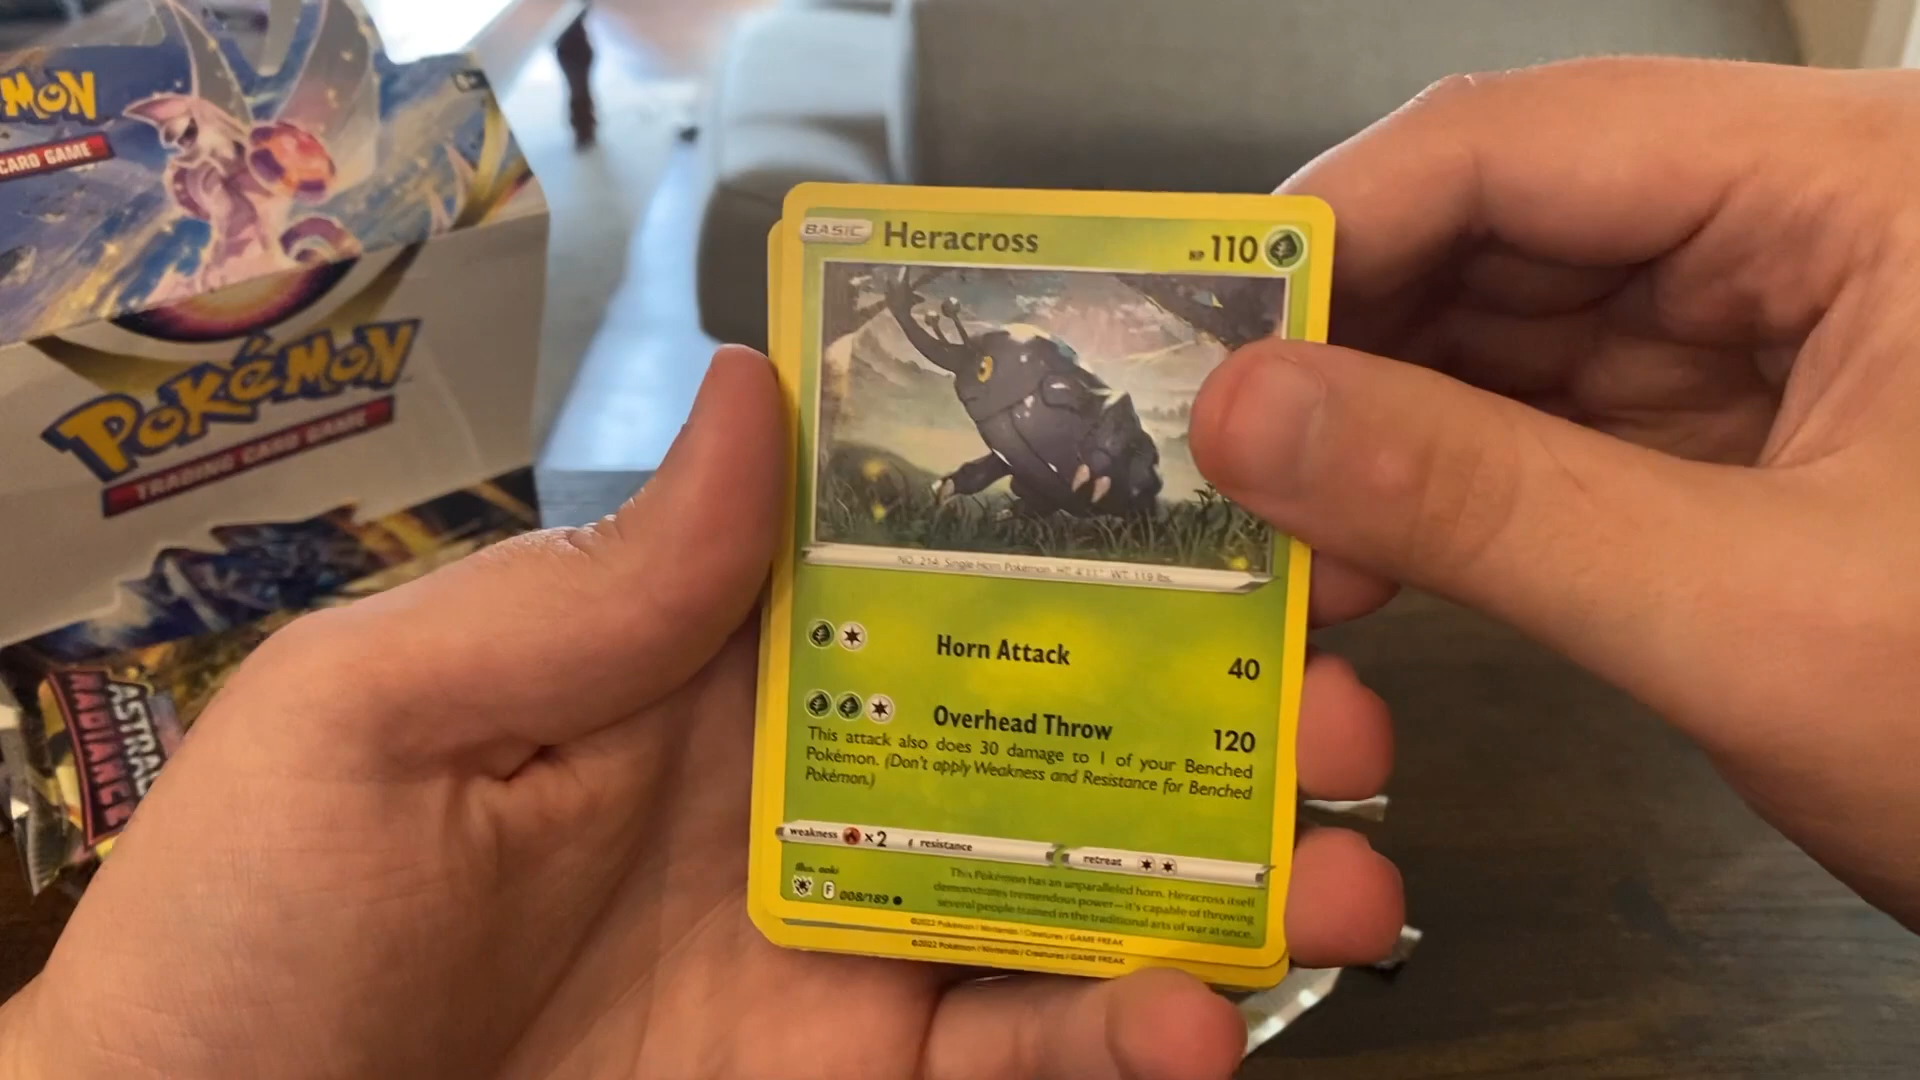 MON
CARD GAME
POKéMON
TRADING CARD GAME
ASTRAL
RADIANCE
BASIC Heracross HP 110
NO. 214 Single Horn Pokémon HT: 4'11" WT: 119 lbs.
Horn Attack 40
Overhead Throw 120
This attack also does 30 damage to 1 of your Benched
Pokémon. (Don't apply Weakness and Resistance for Benched
Pokémon.)
weakness ×2 resistance retreat
illus. aoki
F 008/189
This Pokémon has an unparalleled horn. Heracross itself
demonstrates tremendous power—it's capable of throwing
several people trained in the traditional arts of war at once.
©2022 Pokémon / Nintendo / Creatures / GAME FREAK
©2022 Pokémon / Nintendo / Creatures / GAME FREAK